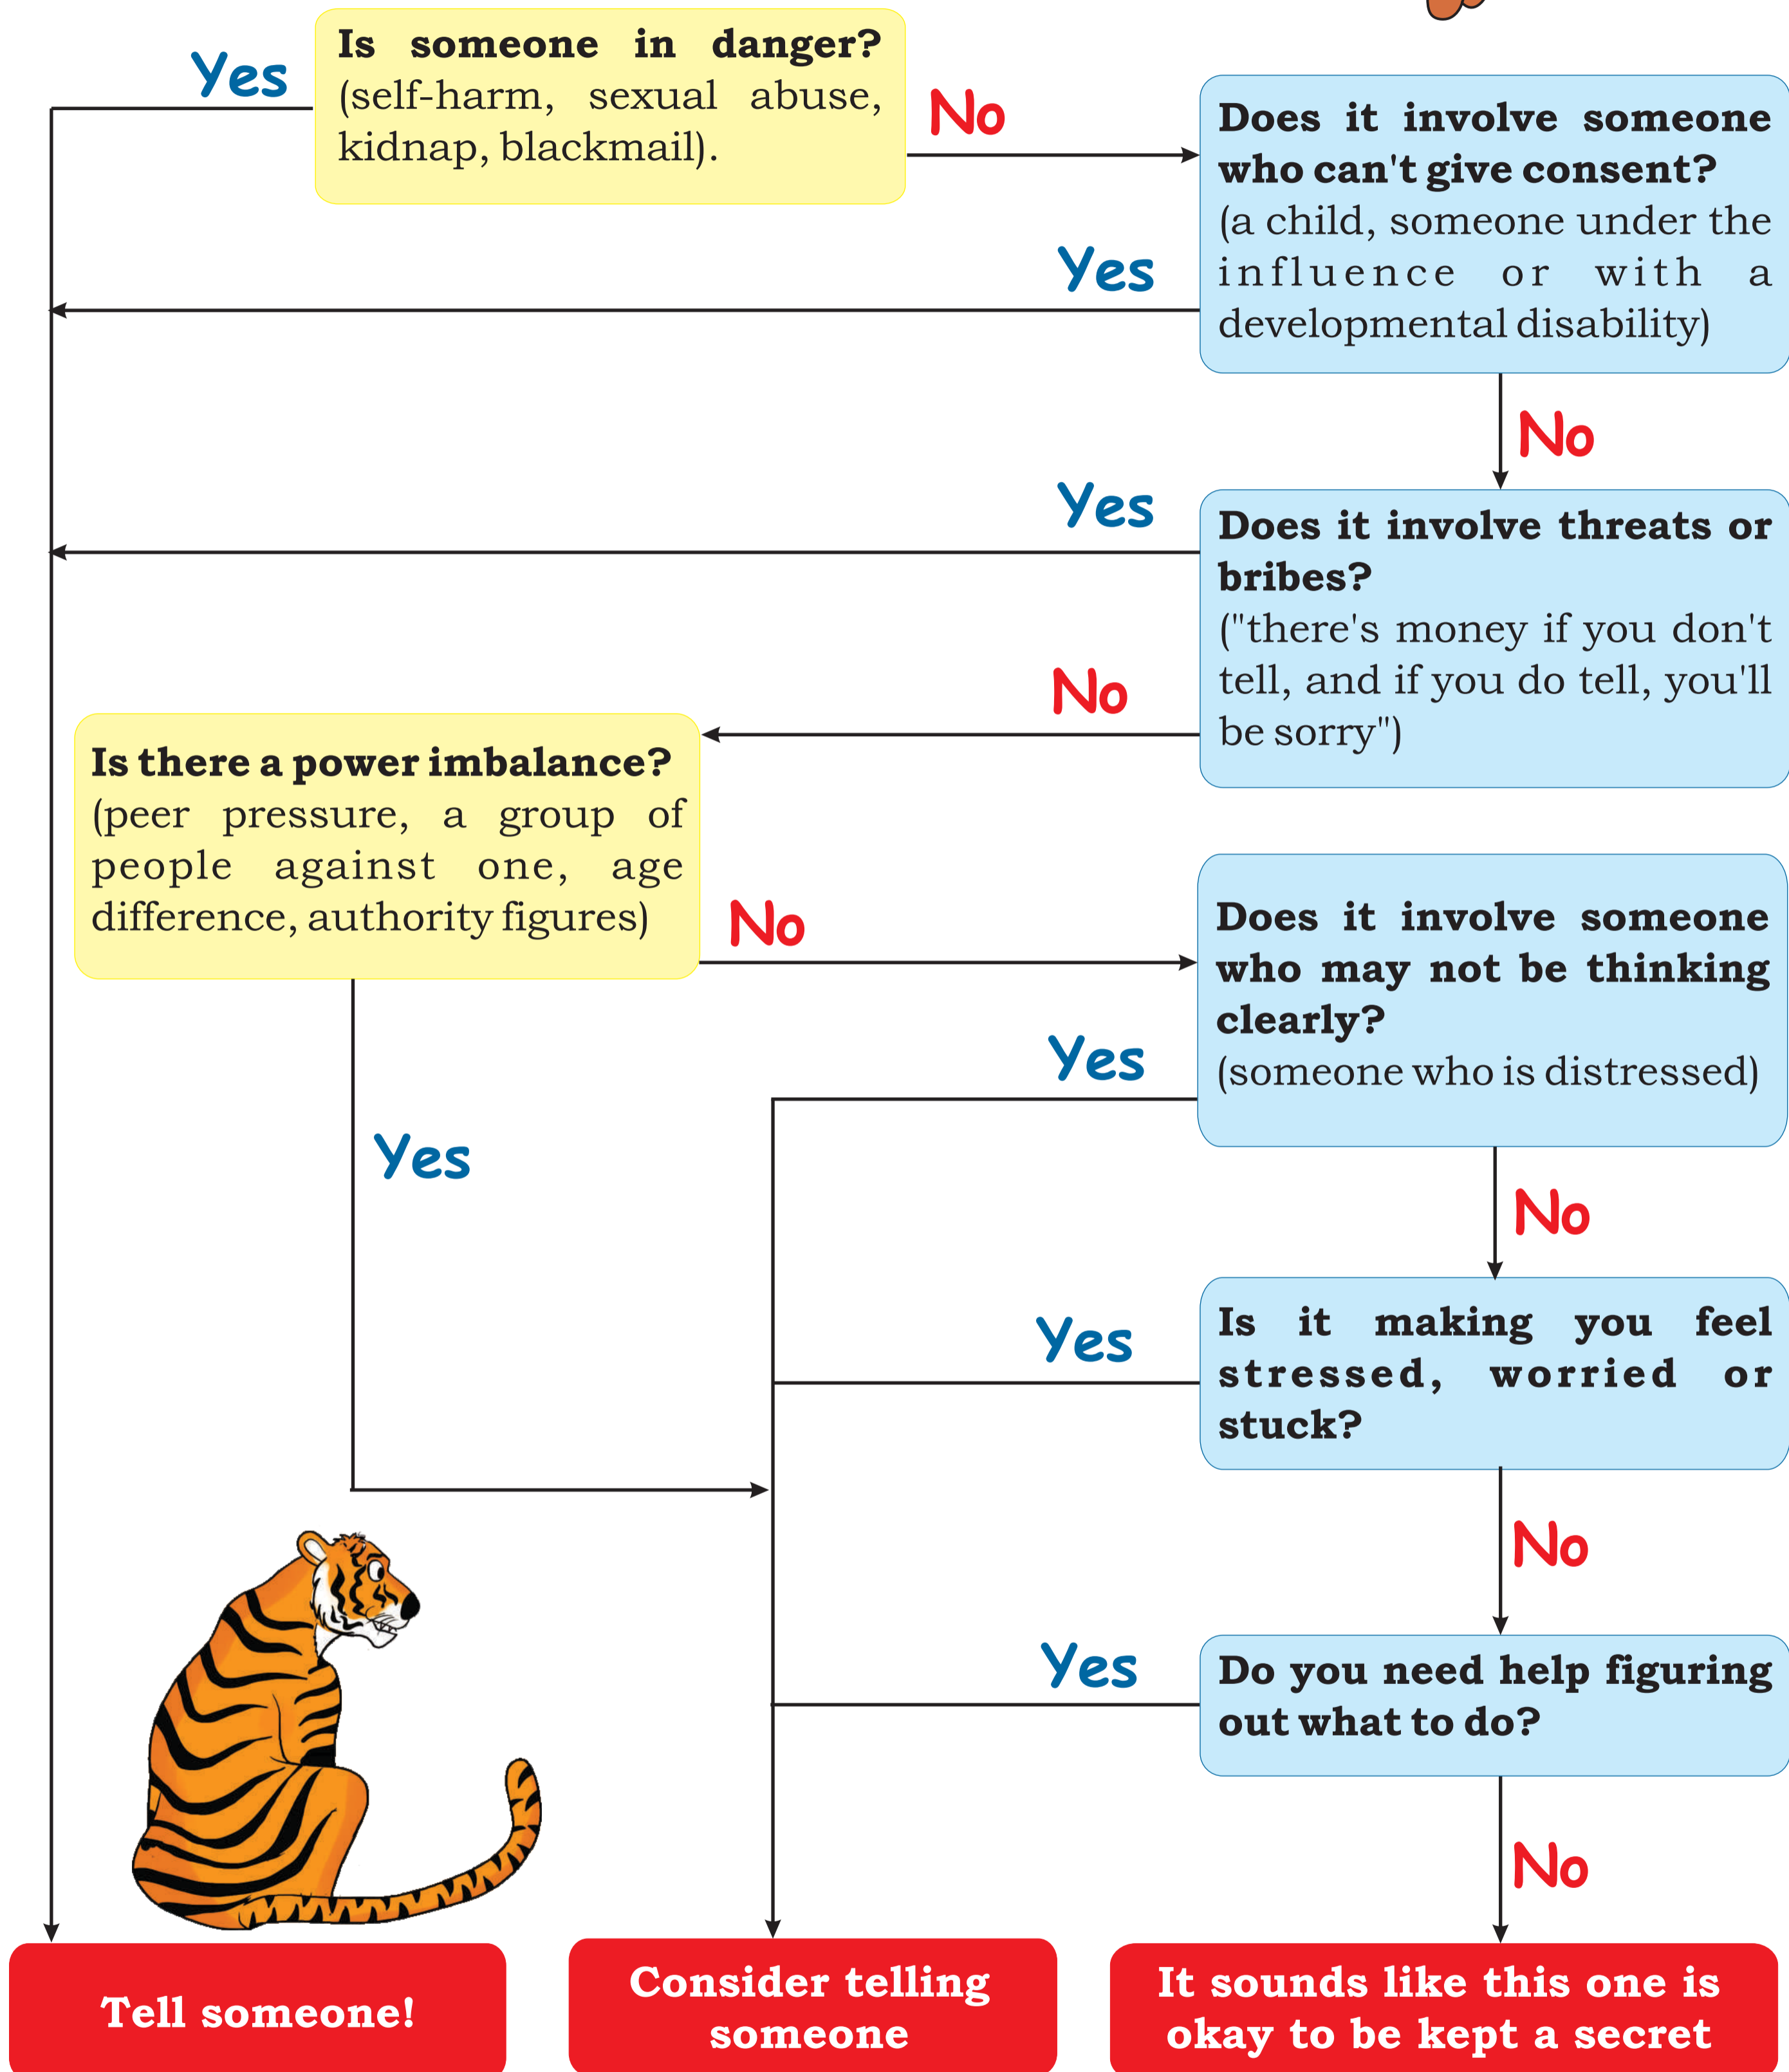 Is someone in danger?
(self-harm, sexual abuse,
kidnap, blackmail).
Yes
No
Does it involve someone
who can't give consent?
(a child, someone under the
influence or with a
developmental disability)
Yes
No
Does it involve threats or
bribes?
("there's money if you don't
tell, and if you do tell, you'll
be sorry")
Yes
No
Is there a power imbalance?
(peer pressure, a group of
people against one, age
difference, authority figures)
No
Yes
Does it involve someone
who may not be thinking
clearly?
(someone who is distressed)
Yes
No
Is it making you feel
stressed, worried or
stuck?
Yes
No
Do you need help figuring
out what to do?
Yes
No
Tell someone!
Consider telling
someone
It sounds like this one is
okay to be kept a secret